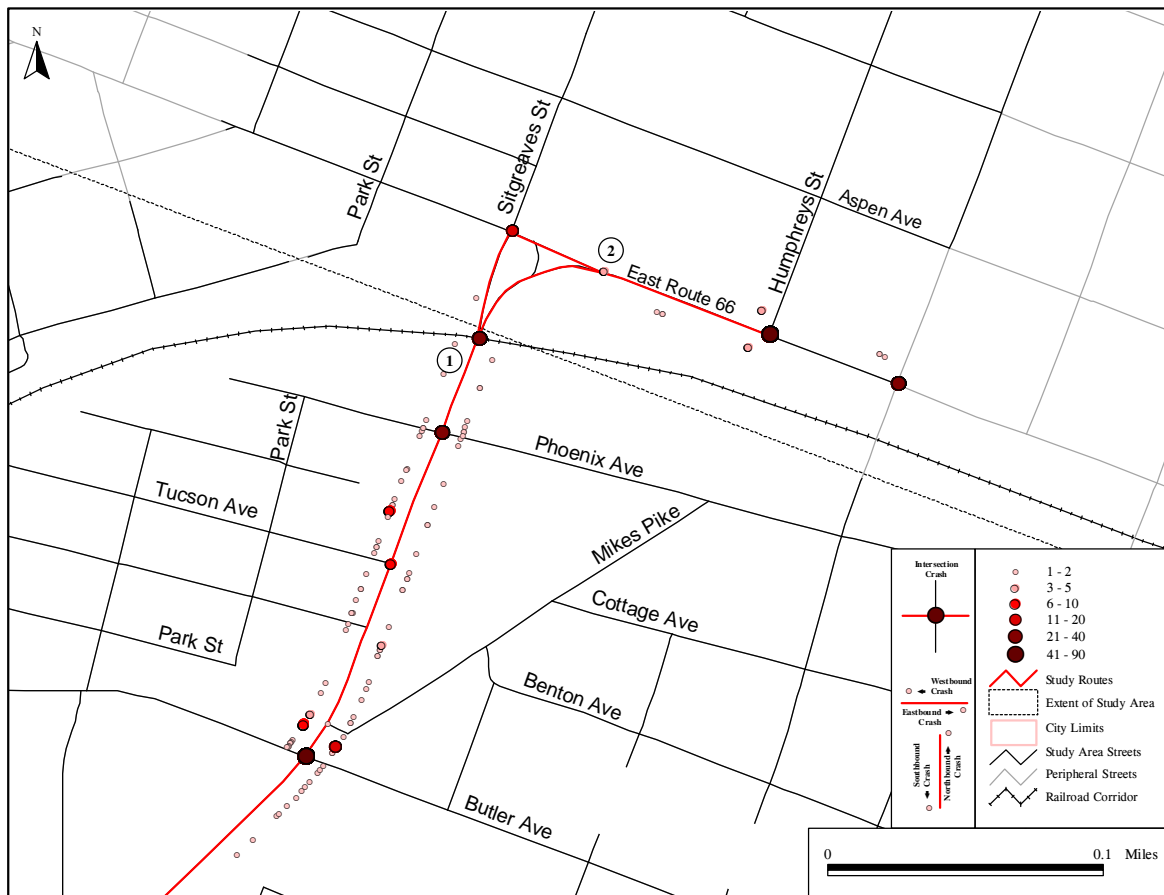 N
Park St
Sitgreaves St
Humphreys St
Aspen Ave
2
East Route 66
1
Park St
Phoenix Ave
Tucson Ave
Mikes Pike
Cottage Ave
Park St
Benton Ave
Butler Ave
Intersection
Crash
Westbound
Crash
Eastbound
Crash
Southbound
Crash
Northbound
Crash
1 - 2
3 - 5
6 - 10
11 - 20
21 - 40
41 - 90
Study Routes
Extent of Study Area
City Limits
Study Area Streets
Peripheral Streets
Railroad Corridor
0 0.1 Miles